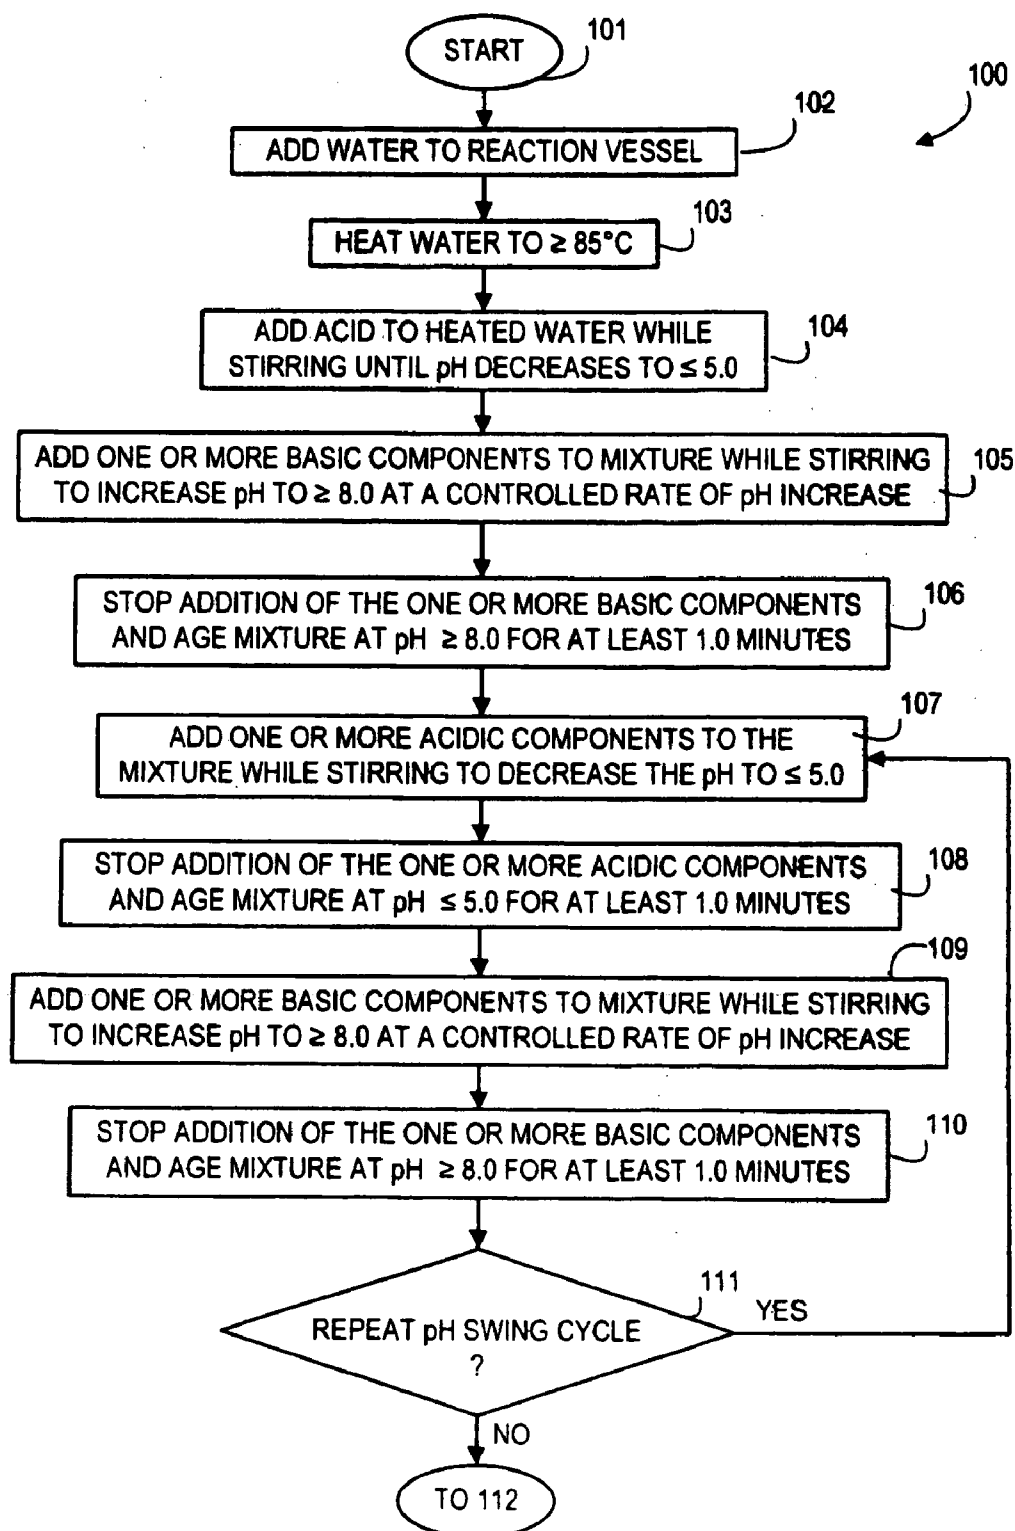 START
101
100
102
ADD WATER TO REACTION VESSEL
103
HEAT WATER TO ≥ 85°C
104
ADD ACID TO HEATED WATER WHILE
STIRRING UNTIL pH DECREASES TO ≤ 5.0
ADD ONE OR MORE BASIC COMPONENTS TO MIXTURE WHILE STIRRING
TO INCREASE pH TO ≥ 8.0 AT A CONTROLLED RATE OF pH INCREASE
105
STOP ADDITION OF THE ONE OR MORE BASIC COMPONENTS
AND AGE MIXTURE AT pH ≥ 8.0 FOR AT LEAST 1.0 MINUTES
106
107
ADD ONE OR MORE ACIDIC COMPONENTS TO THE
MIXTURE WHILE STIRRING TO DECREASE THE pH TO ≤ 5.0
STOP ADDITION OF THE ONE OR MORE ACIDIC COMPONENTS
AND AGE MIXTURE AT pH ≤ 5.0 FOR AT LEAST 1.0 MINUTES
108
109
ADD ONE OR MORE BASIC COMPONENTS TO MIXTURE WHILE STIRRING
TO INCREASE pH TO ≥ 8.0 AT A CONTROLLED RATE OF pH INCREASE
STOP ADDITION OF THE ONE OR MORE BASIC COMPONENTS
AND AGE MIXTURE AT pH ≥ 8.0 FOR AT LEAST 1.0 MINUTES
110
111
REPEAT pH SWING CYCLE
?
YES
NO
TO 112